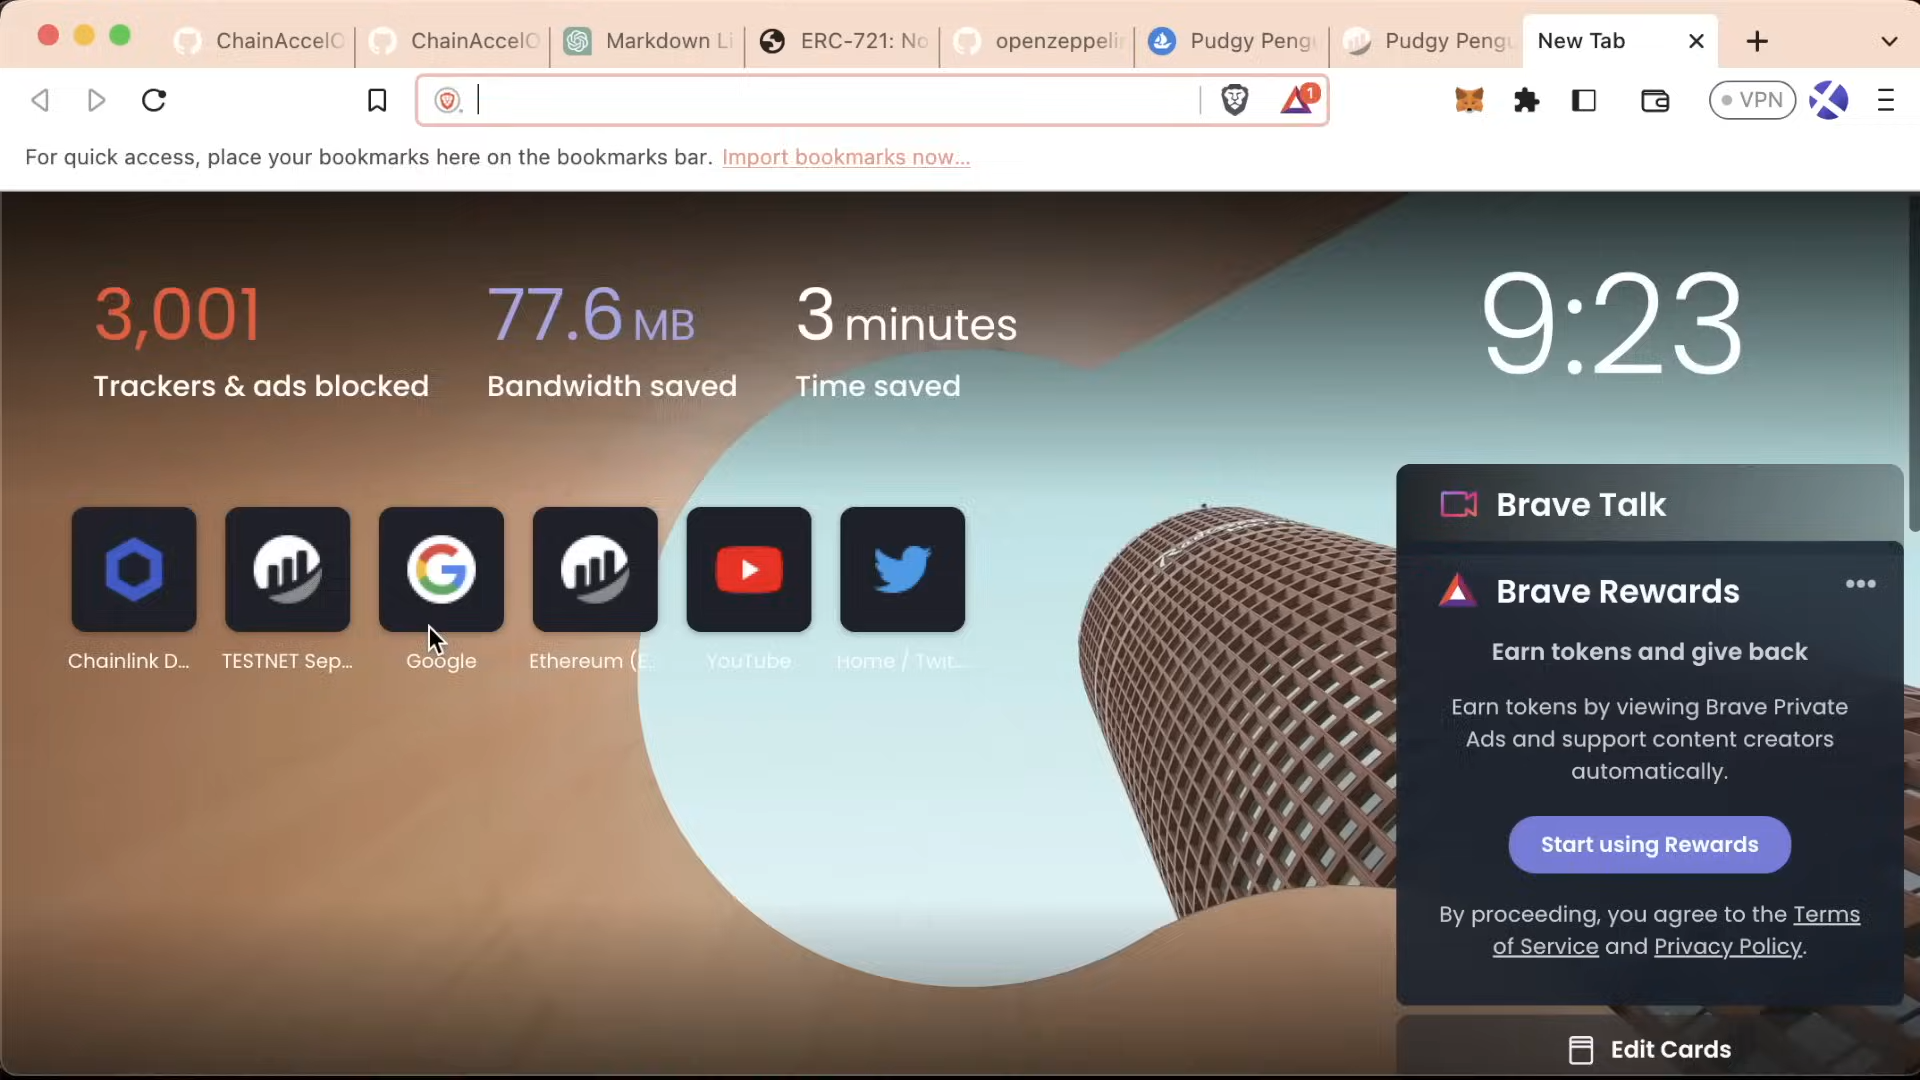 ChainAccelO
ChainAccelO
Markdown Li
ERC-721: No
openzeppelin
Pudgy Pengu
Pudgy Pengu
New Tab
1
VPN
For quick access, place your bookmarks here on the bookmarks bar. Import bookmarks now...
3,001
Trackers & ads blocked
77.6 MB
Bandwidth saved
3 minutes
Time saved
9:23
Chainlink D...
TESTNET Sep...
Google
Ethereum (E...
YouTube
Home / Twit...
Brave Talk
Brave Rewards
Earn tokens and give back
Earn tokens by viewing Brave Private
Ads and support content creators
automatically.
Start using Rewards
By proceeding, you agree to the Terms
of Service and Privacy Policy.
Edit Cards